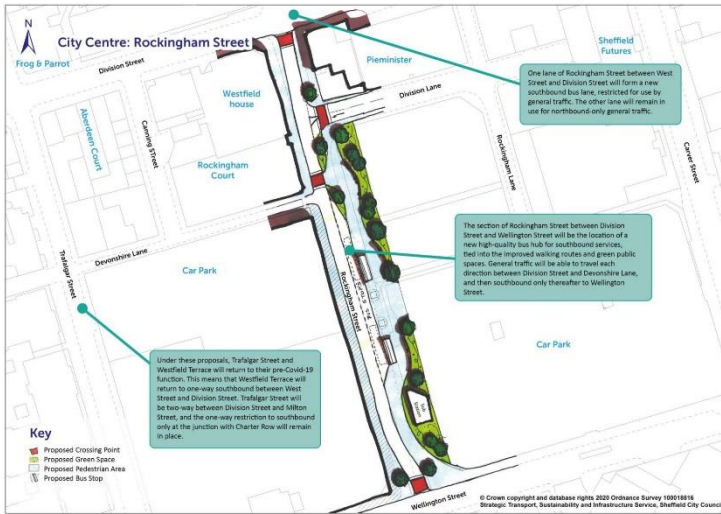 N
City Centre: Rockingham Street
Frog & Parrot
Division Street
Westfield
house
Pieminister
Sheffield
Futures
One lane of Rockingham Street between West
Street and Division Street will form a new
southbound bus lane, restricted for use by
general traffic. The other lane will remain in
use for northbound-only general traffic.
Division Lane
Aberdeen Court
Canning STreet
Rockingham
Court
Rockingham Lane
Carver Street
Trafalgar Street
Devonshire Lane
Car Park
Rockingham Street
Bus Stops
The section of Rockingham Street between Division
Street and Wellington Street will be the location of a
new high-quality bus hub for southbound services,
tied into the improved walking routes and green public
spaces. General traffic will be able to travel each
direction between Division Street and Devonshire Lane,
and then southbound only thereafter to Wellington
Street.
Car Park
Under these proposals, Trafalgar Street and
Westfield Terrace will return to their pre-Covid-19
function. This means that Westfield Terrace will
return to one-way southbound between West
Street and Division Street. Trafalgar Street will
be two-way between Division Street and Milton
Street, and the one-way restriction to southbound
only at the junction with Charter Row will remain
in place.
Sub
Station
Key
Proposed Crossing Point
Proposed Green Space
Proposed Pedestrian Area
Proposed Bus Stop
Wellington Street
© Crown copyright and database rights 2020 Ordnance Survey 100018816
Strategic Transport, Sustainability and Infrastructure Service, Sheffield City Council